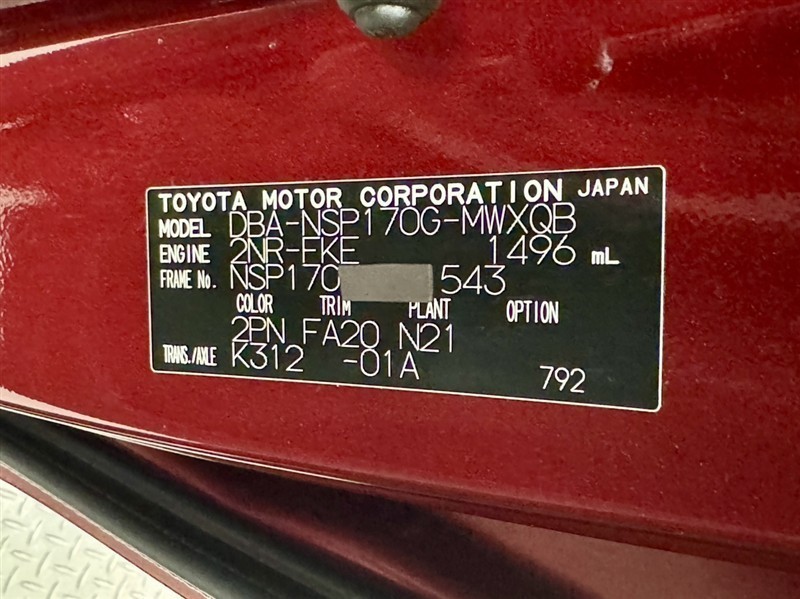 TOYOTA MOTOR CORPORATION JAPAN
MODEL DBA-NSP170G-MWXQB
ENGINE 2NR-FKE 1496 mL
FRAME No. NSP170 543
COLOR TRIM PLANT OPTION
2PN FA20 N21
TRANS./AXLE K312 -01A
792